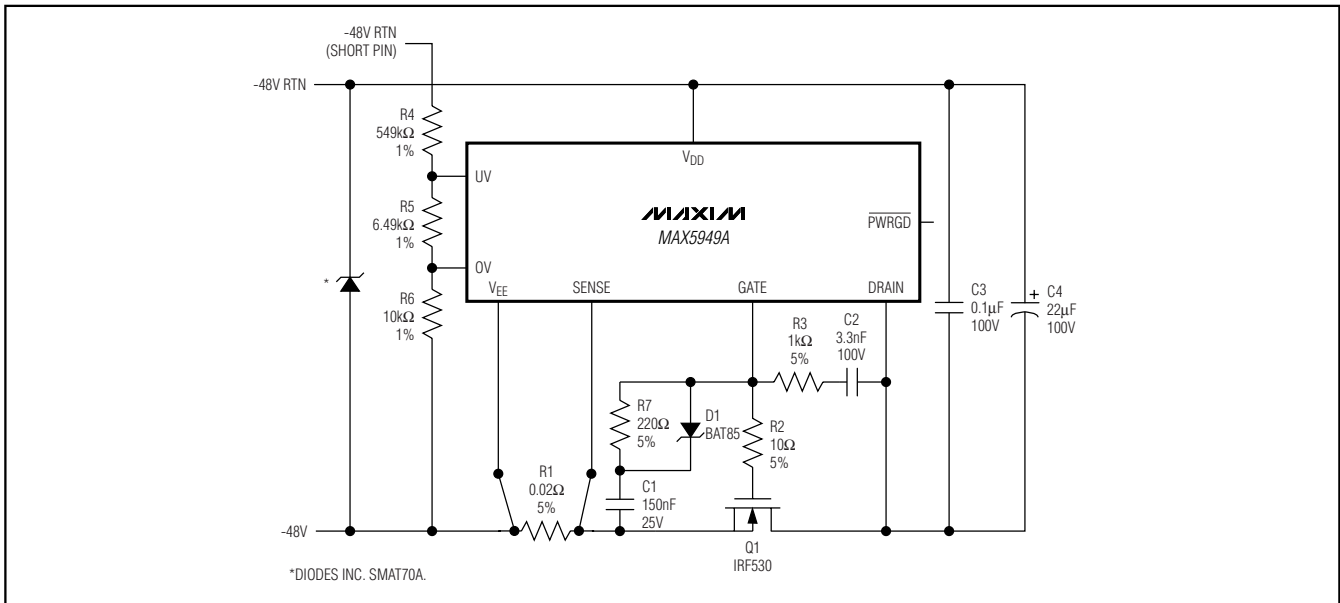 -48V RTN
(SHORT PIN)
-48V RTN
R4
549kΩ
1%
UV
VDD
R5
6.49kΩ
1%
MAXIM
MAX5949A
PWRGD
OV
*
R6
10kΩ
1%
VEE
SENSE
GATE
DRAIN
C3
0.1μF
100V
+
C4
22μF
100V
R3
1kΩ
5%
C2
3.3nF
100V
R7
220Ω
5%
D1
BAT85
R2
10Ω
5%
R1
0.02Ω
5%
C1
150nF
25V
-48V
Q1
IRF530
*DIODES INC. SMAT70A.